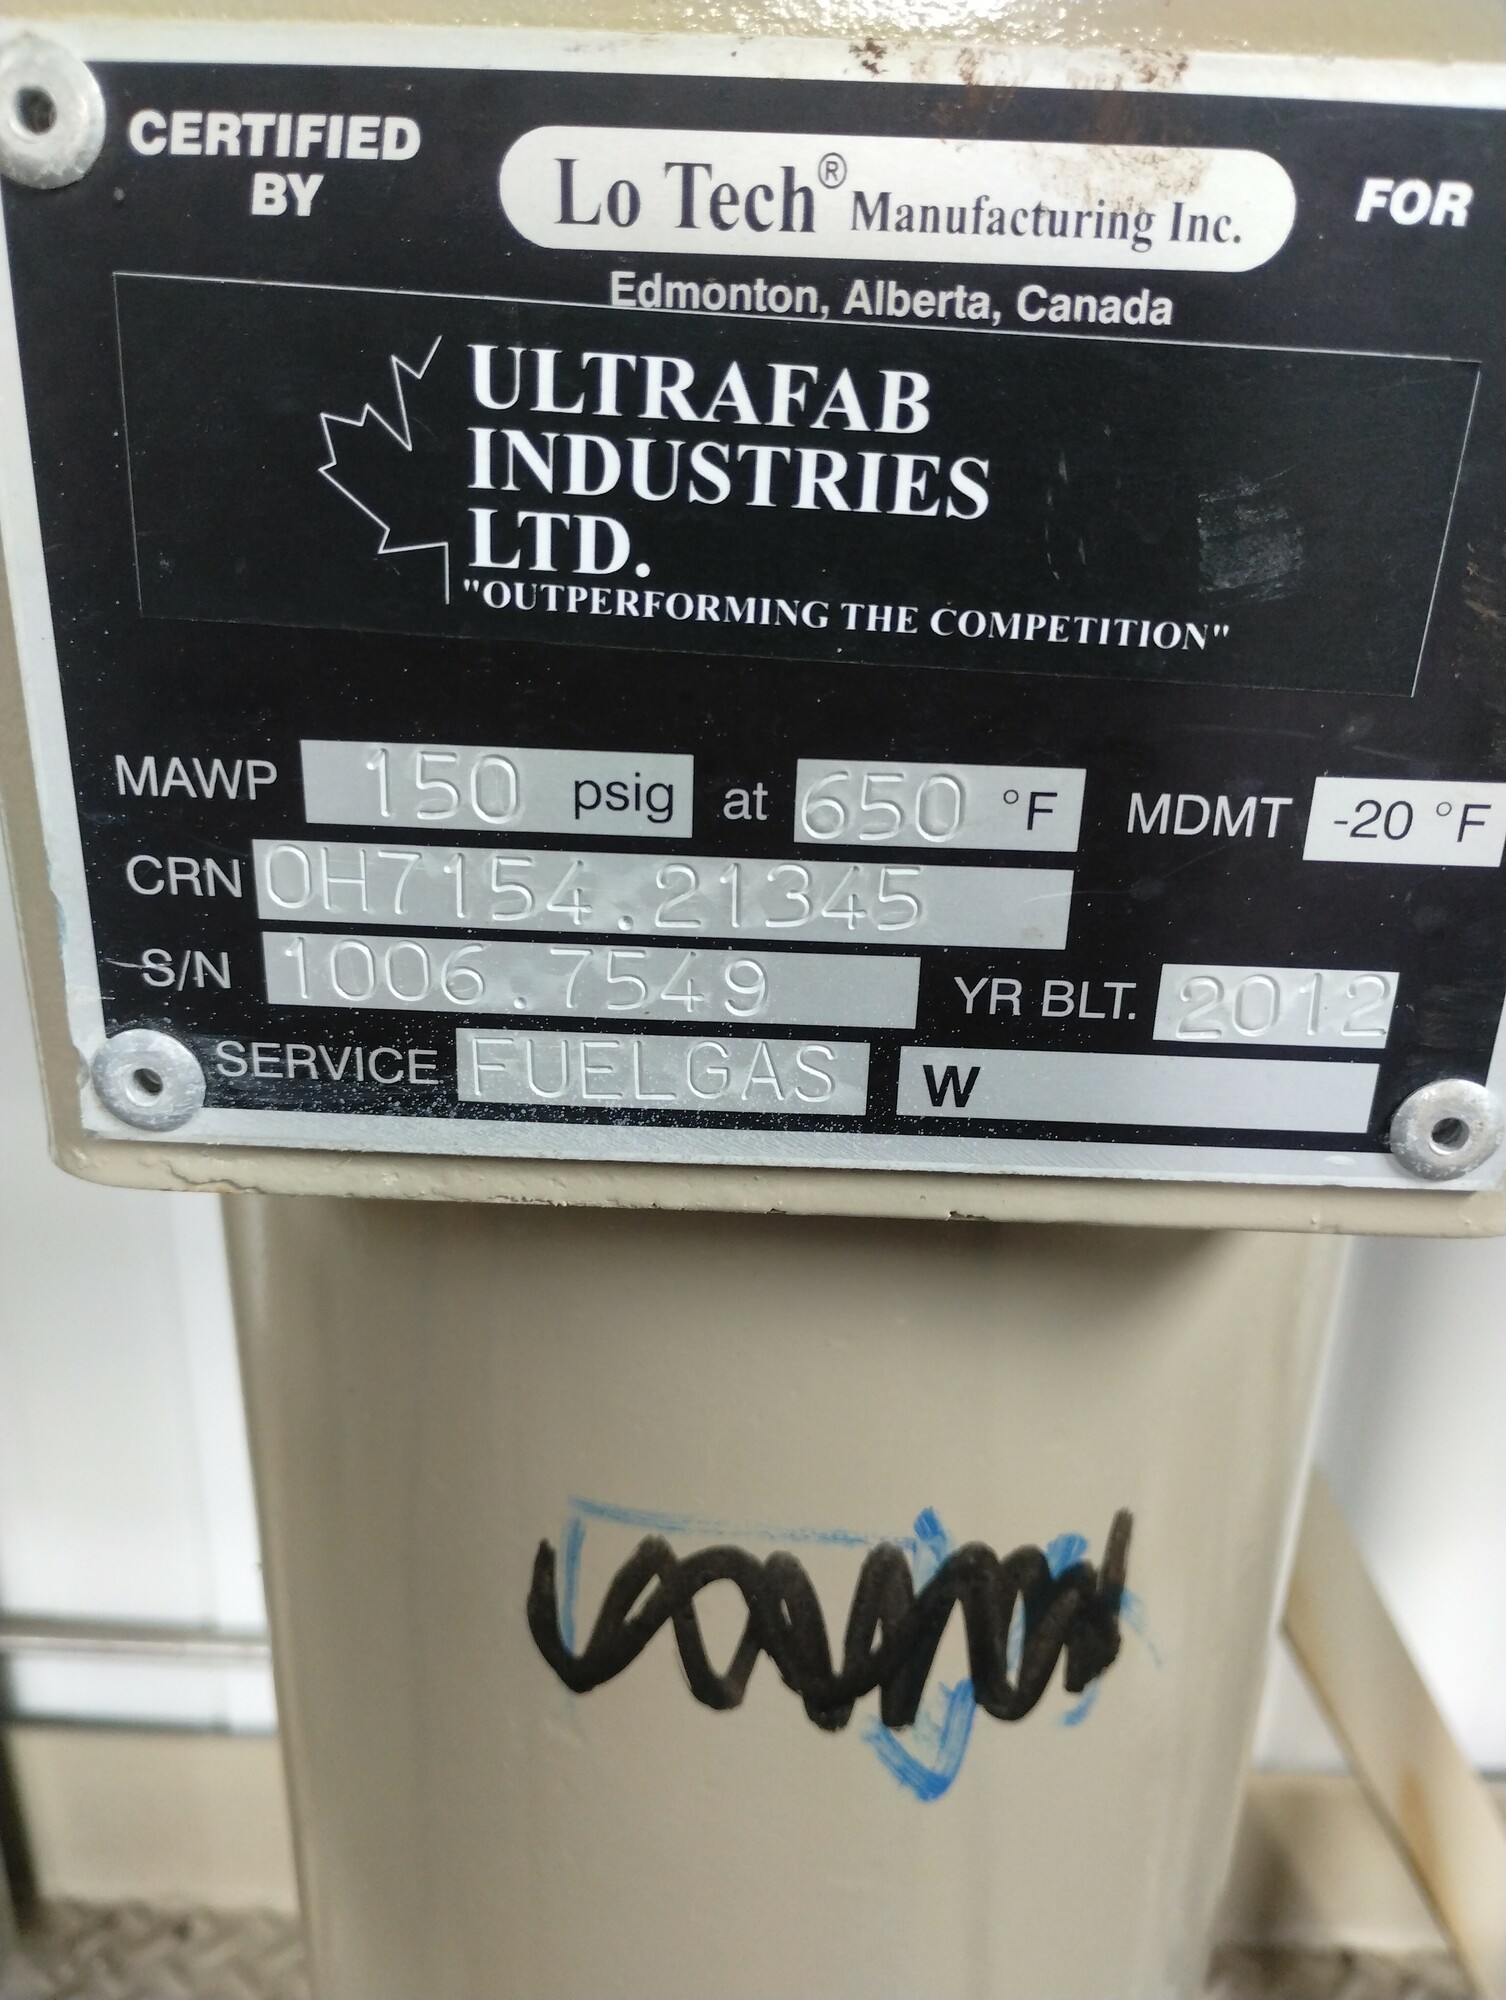 CERTIFIED BY
Lo Tech® Manufacturing Inc.
FOR
Edmonton, Alberta, Canada
ULTRAFAB
INDUSTRIES
LTD.
"OUTPERFORMING THE COMPETITION"
MAWP 150 psig at 650 °F MDMT -20 °F
CRN 0H7154.21345
S/N 1006.7549 YR BLT. 2012
SERVICE FUELGAS W